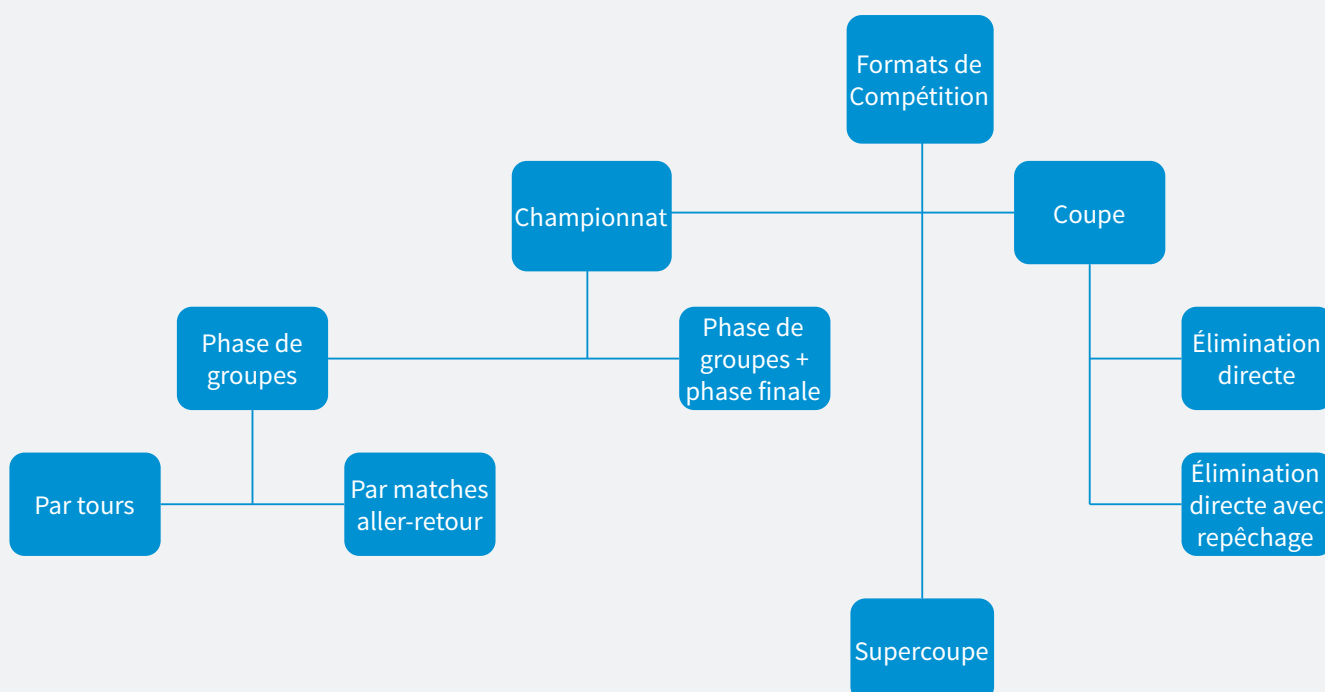 Formats de
Compétition
Championnat
Coupe
Phase de
groupes
Phase de
groupes +
phase finale
Élimination
directe
Par tours
Par matches
aller-retour
Élimination
directe avec
repêchage
Supercoupe